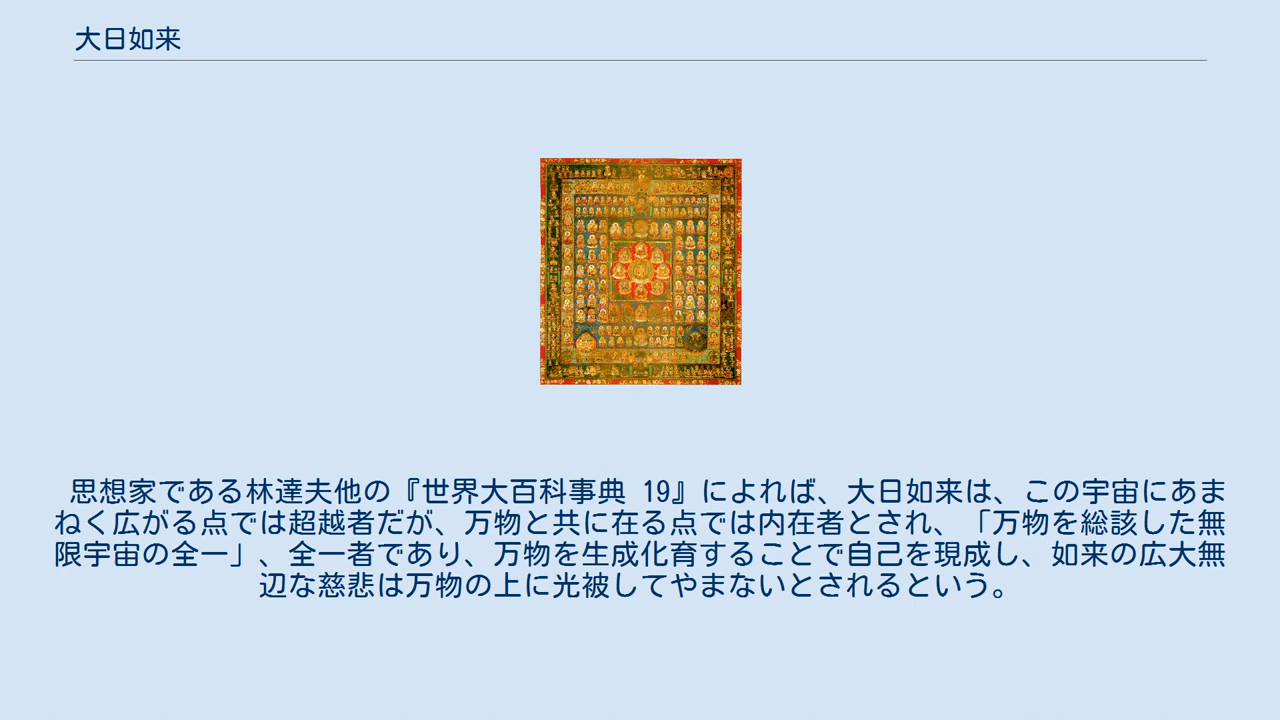 大日如来
思想家である林達夫他の『世界大百科事典 19』によれば、大日如来は、この宇宙にあま
ねく広がる点では超越者だが、万物と共に在る点では内在者とされ、「万物を総該した無
限宇宙の全一」、全一者であり、万物を生成化育することで自己を現成し、如来の広大無
辺な慈悲は万物の上に光被してやまないとされるという。